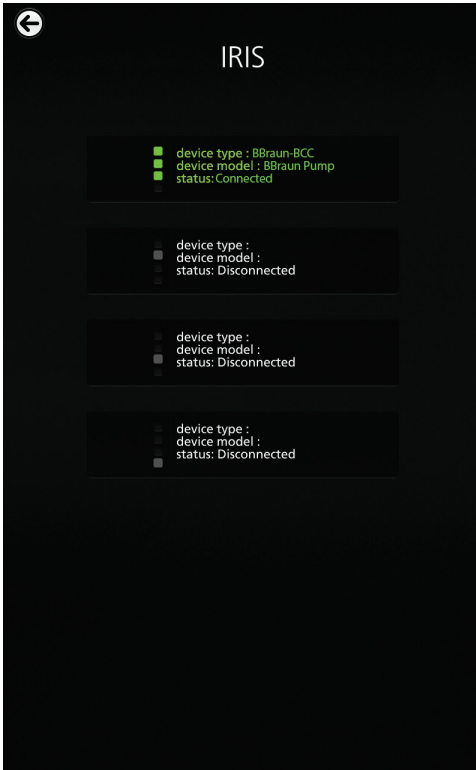 IRIS
device type : BBraun-BCC
device model : BBraun Pump
status: Connected
device type :
device model :
status: Disconnected
device type :
device model :
status: Disconnected
device type :
device model :
status: Disconnected